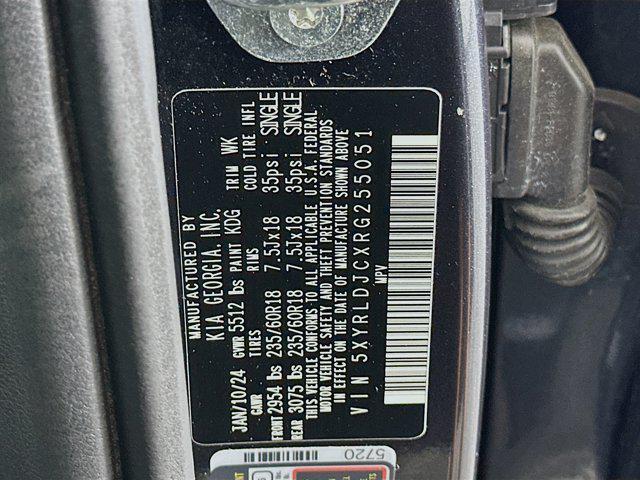 MANUFACTURED BY
KIA GEORGIA, INC.
JAN/10/24 GVWR 5512 lbs PAINT KDG TRIM WK
GAWR TIRES RIMS COLD TIRE INFL
FRONT 2954 lbs 235/60R18 7.5Jx18 35psi SINGLE
REAR 3075 lbs 235/60R18 7.5Jx18 35psi SINGLE
THIS VEHICLE CONFORMS TO ALL APPLICABLE U.S.A. FEDERAL
MOTOR VEHICLE SAFETY AND THEFT PREVENTION STANDARDS
IN EFFECT ON THE DATE OF MANUFACTURE SHOWN ABOVE
VIN 5XYRLDJCXRG255051
MPV
5720